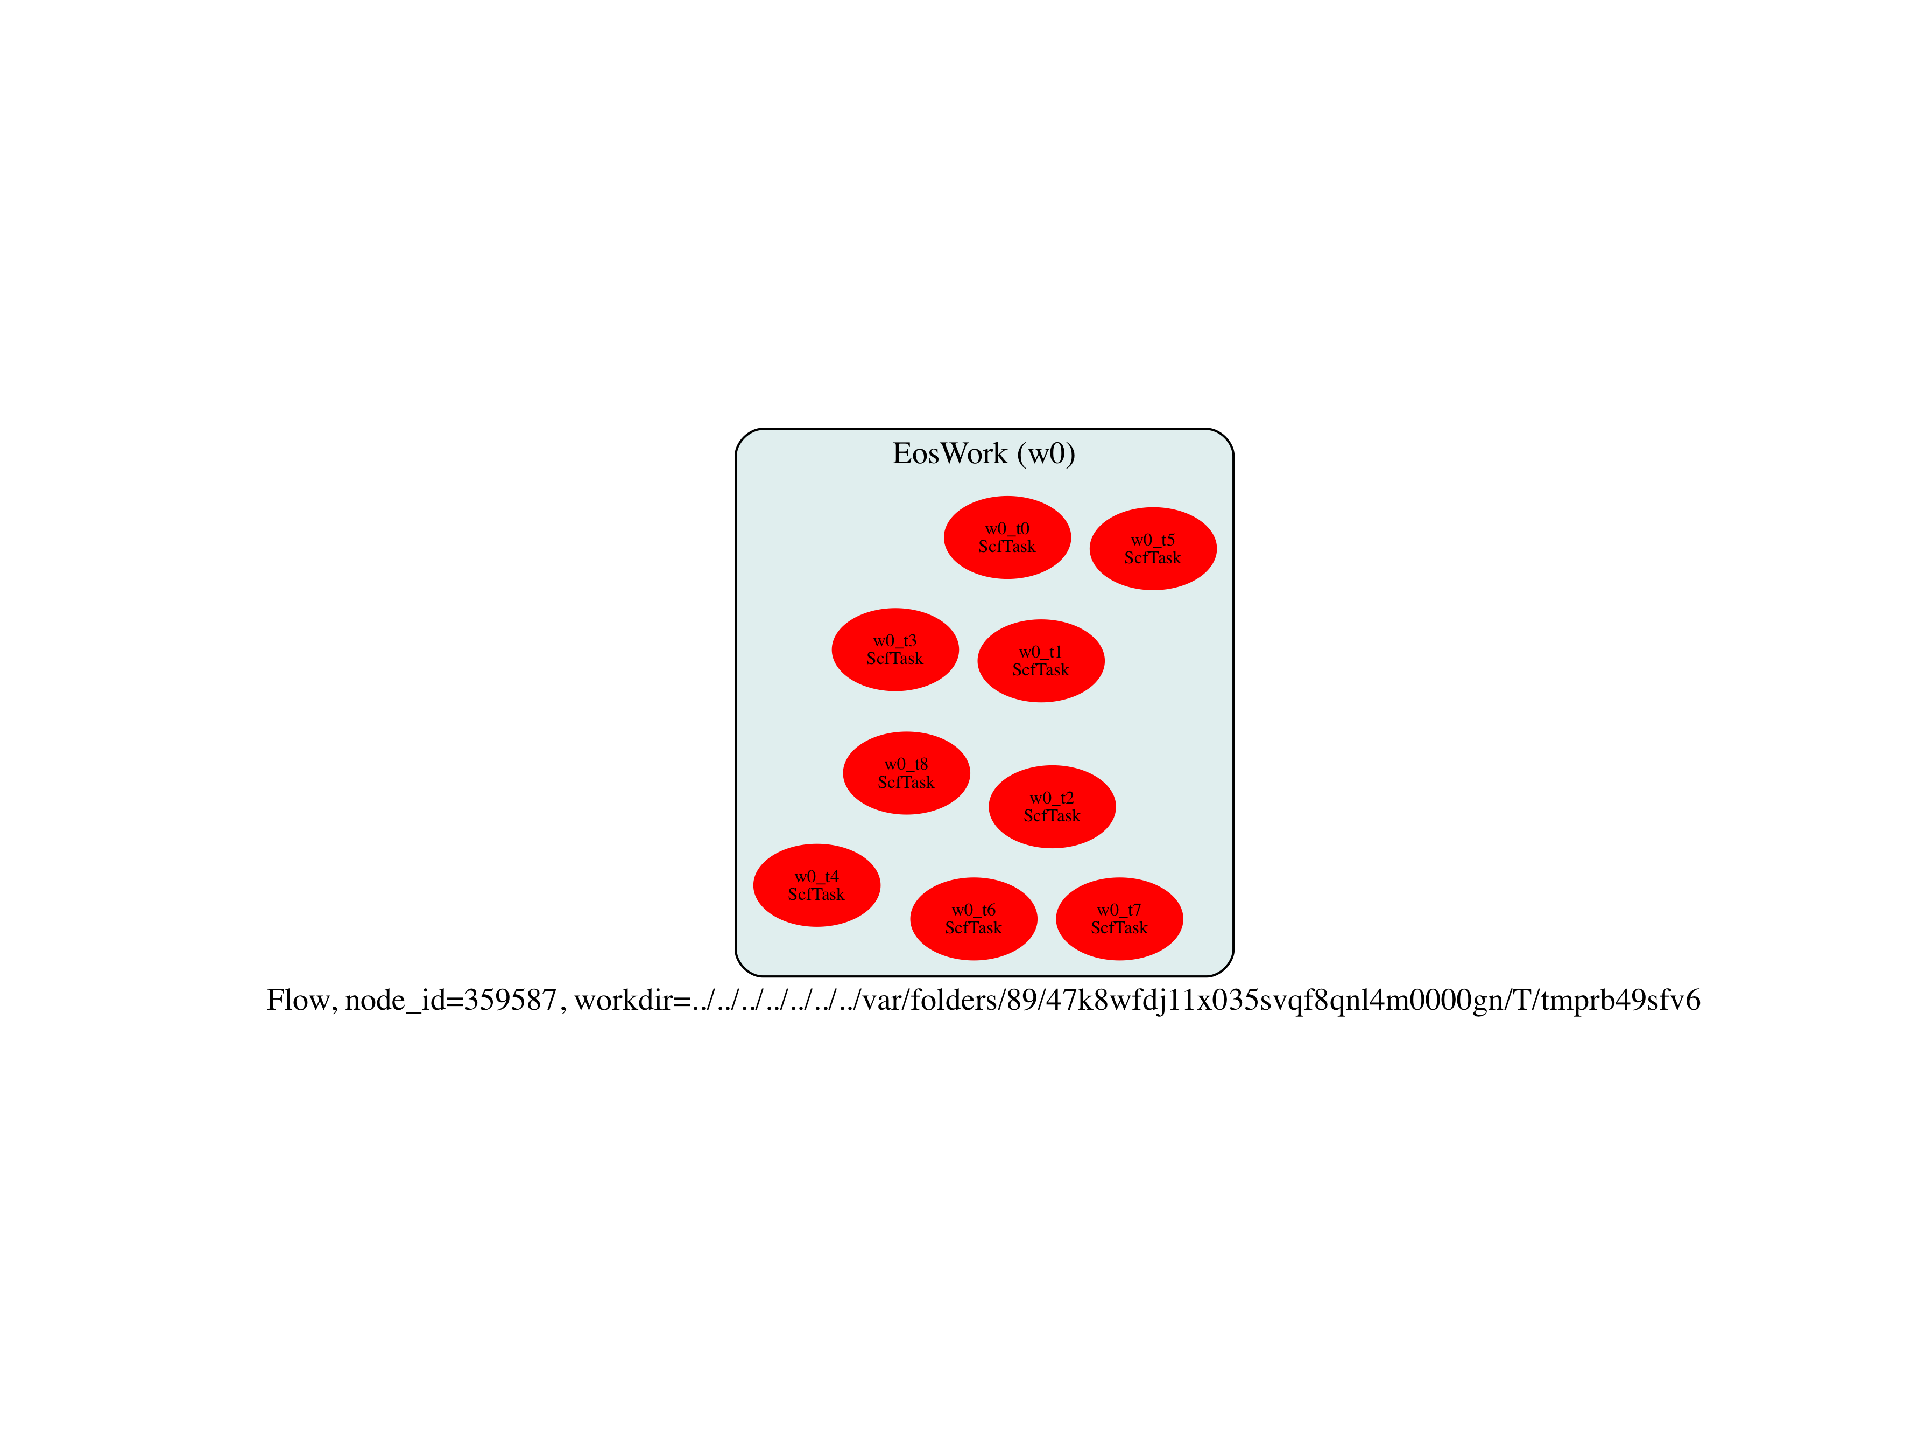 EosWork (w0)
w0_t0
ScfTask
w0_t5
ScfTask
w0_t3
ScfTask
w0_t1
ScfTask
w0_t8
ScfTask
w0_t2
ScfTask
w0_t4
ScfTask
w0_t6
ScfTask
w0_t7
ScfTask
Flow, node_id=359587, workdir=../../../../../../../var/folders/89/47k8wfdj11x035svqf8qnl4m0000gn/T/tmprb49sfv6